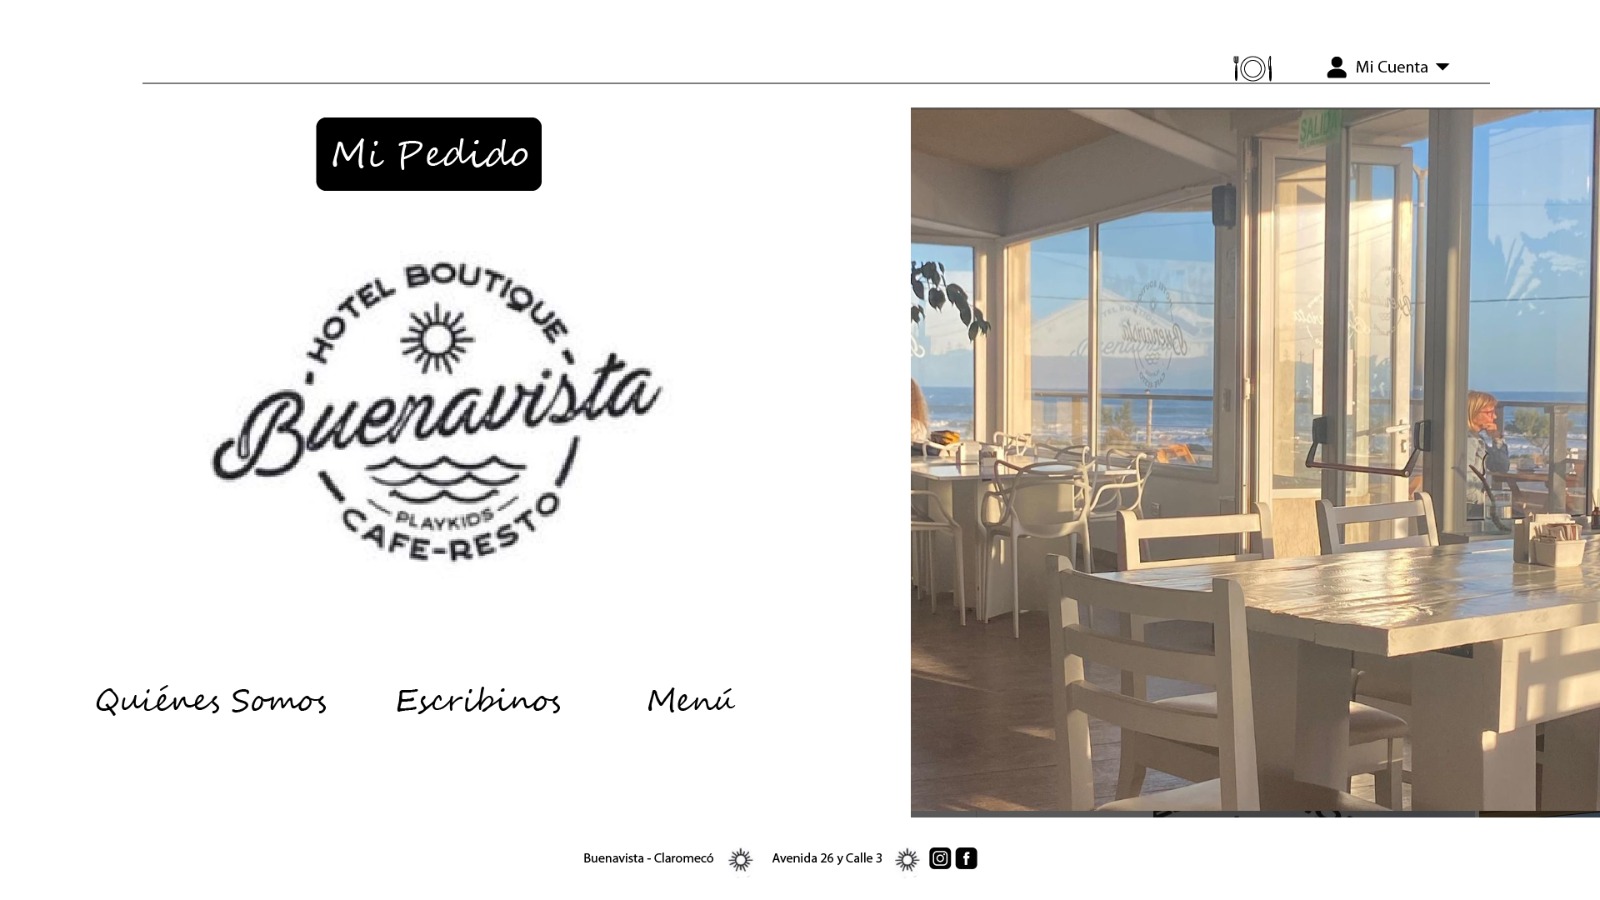 Mi Cuenta
Mi Pedido
- HOTEL BOUTIQUE -
Buenavista
PLAYKIDS
CAFE-RESTO
SALIDA
Buenavista
Quiénes Somos
Escribinos
Menú
Buenavista - Claromecó
Avenida 26 y Calle 3